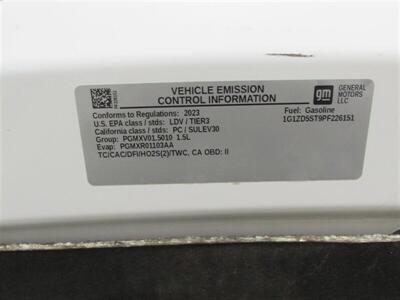 VEHICLE EMISSION
CONTROL INFORMATION
gm
GENERAL
MOTORS
LLC
Conforms to Regulations: 2023
Fuel: Gasoline
U.S. EPA class / stds: LDV / TIER3
1G1ZD5ST9PF226151
California class / stds: PC / SULEV30
Group: PGMXV01.5010 1.5L
Evap: PGMXR01103AA
TC/CAC/DFI/HO2S(2)/TWC, CA OBD: II